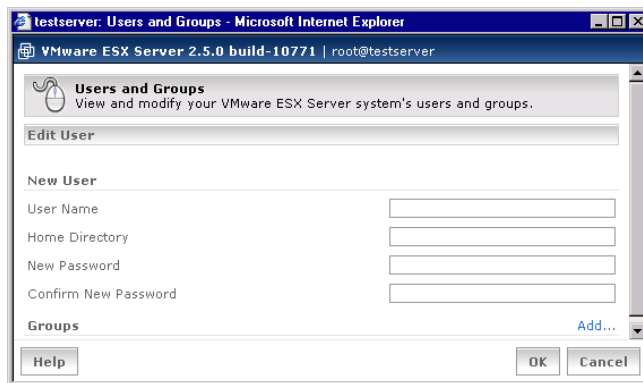 testserver: Users and Groups - Microsoft Internet Explorer
VMware ESX Server 2.5.0 build-10771 | root@testserver
Users and Groups
View and modify your VMware ESX Server system's users and groups.
Edit User
New User
User Name
Home Directory
New Password
Confirm New Password
Groups Add...
Help OK Cancel